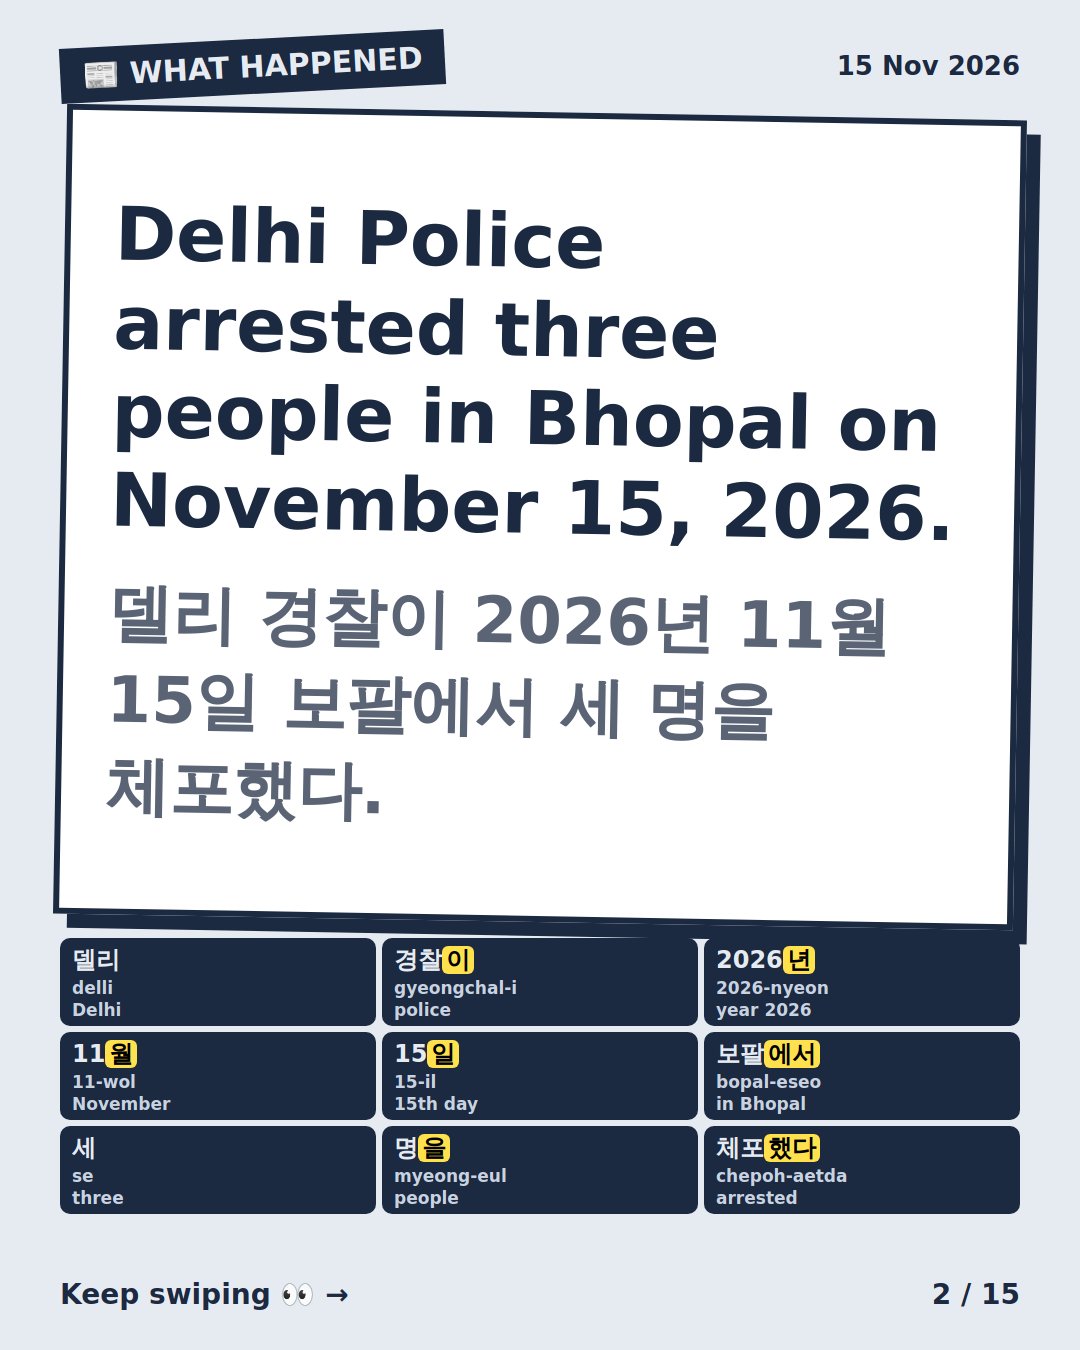 📰 WHAT HAPPENED
15 Nov 2026
Delhi Police
arrested three
people in Bhopal on
November 15, 2026.
델리 경찰이 2026년 11월
15일 보팔에서 세 명을
체포했다.
델리
delli
Delhi
경찰이
gyeongchal-i
police
2026년
2026-nyeon
year 2026
11월
11-wol
November
15일
15-il
15th day
보팔에서
bopal-eseo
in Bhopal
세
se
three
명을
myeong-eul
people
체포했다
chepoh-aetda
arrested
Keep swiping 👀 →
2 / 15